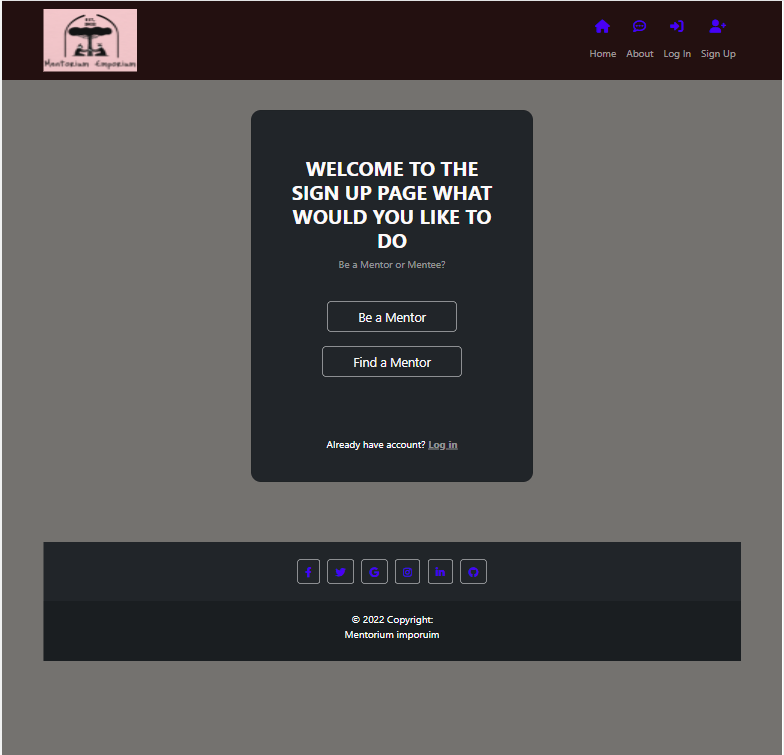 EST. 2022
Mentorium Emporium
Home About Log In Sign Up
WELCOME TO THE
SIGN UP PAGE WHAT
WOULD YOU LIKE TO
DO
Be a Mentor or Mentee?
Be a Mentor
Find a Mentor
Already have account? Log in
© 2022 Copyright:
Mentorium imporuim